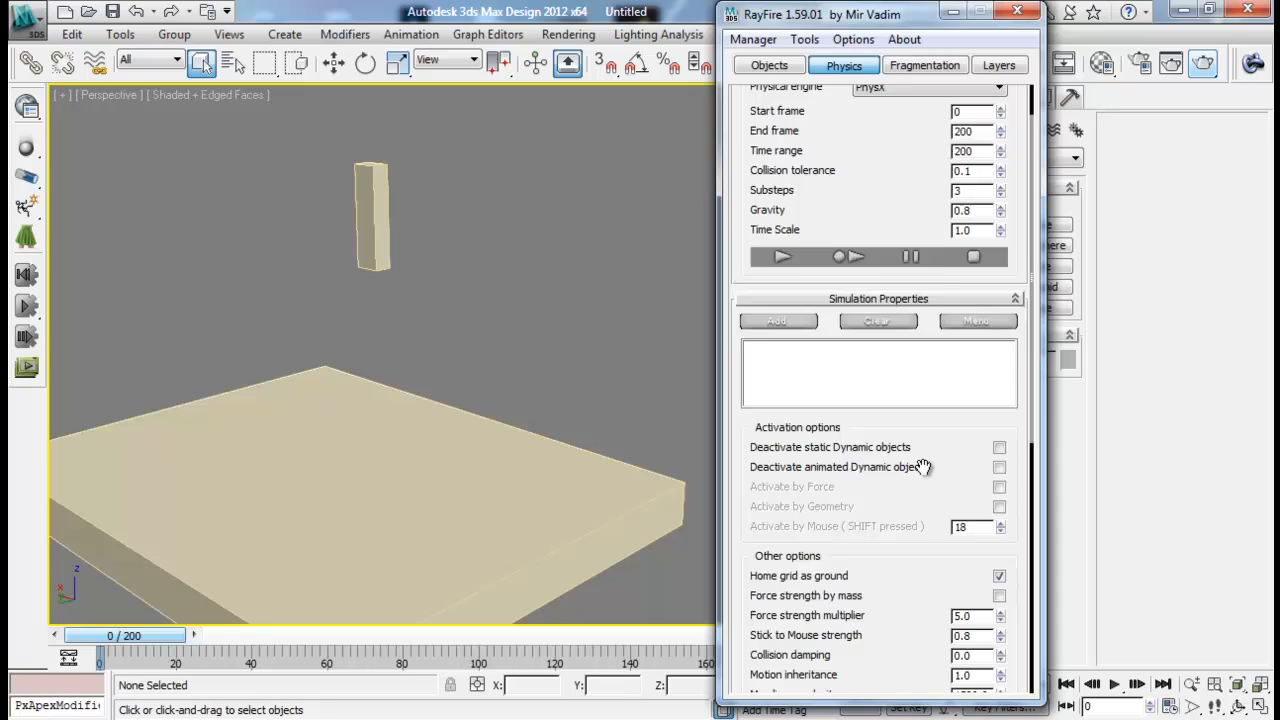 Autodesk 3ds Max Design 2012 x64 Untitled
Edit Tools Group Views Create Modifiers Animation Graph Editors Rendering Lighting Analysis
All
View
3
[ + ] [ Perspective ] [ Shaded + Edged Faces ]
RayFire 1.59.01 by Mir Vadim
Manager Tools Options About
Objects Physics Fragmentation Layers
Physical engine PhysX
Start frame 0
End frame 200
Time range 200
Collision tolerance 0.1
Substeps 3
Gravity 0.8
Time Scale 1.0
Simulation Properties
Add Clear Menu
Activation options
Deactivate static Dynamic objects
Deactivate animated Dynamic objects
Activate by Force
Activate by Geometry
Activate by Mouse ( SHIFT pressed ) 18
Other options
Home grid as ground
Force strength by mass
Force strength multiplier 5.0
Stick to Mouse strength 0.8
Collision damping 0.0
Motion inheritance 1.0
z
x
0 / 200
0 20 40 60 80 100 120 140 160
None Selected X: Y: Z:
PxApexModifi
Click or click-and-drag to select objects
Add Time Tag Set Key Key Filters... 0